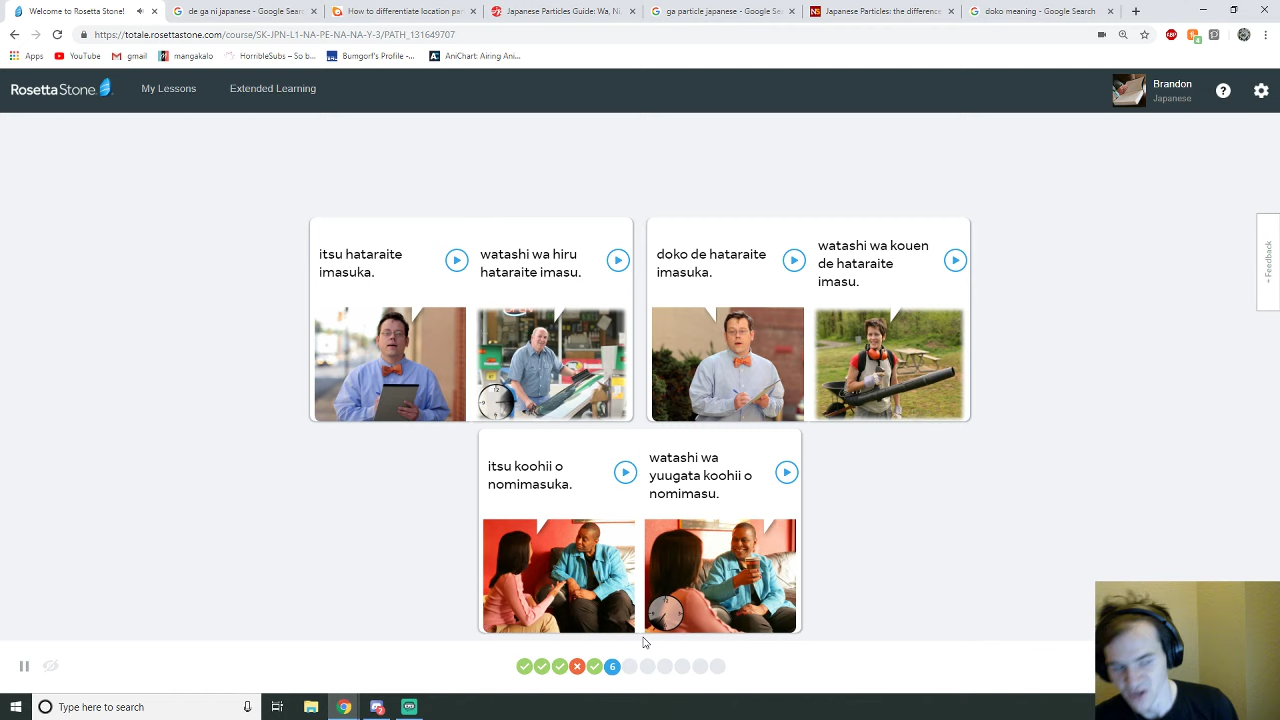 Welcome to Rosetta Stone!
de ga ni japanese - Google Sear
How to differentiate location par
Japanese Particles Guide: Wa, Ni
ga particle japanese - Google Sea
Japanese Particles: the difference
doko meaning - Google Search
https://totale.rosettastone.com/course/SK-JPN-L1-NA-PE-NA-NA-Y-3/PATH_131649707
Apps
YouTube
gmail
mangakalo
HorribleSubs – So b...
Bumgorf's Profile -...
AniChart: Airing Ani...
RosettaStone
My Lessons
Extended Learning
Brandon
Japanese
+ Feedback
itsu hataraite
imasuka.
watashi wa hiru
hataraite imasu.
doko de hataraite
imasuka.
watashi wa kouen
de hataraite
imasu.
itsu koohii o
nomimasuka.
watashi wa
yuugata koohii o
nomimasu.
6
Type here to search